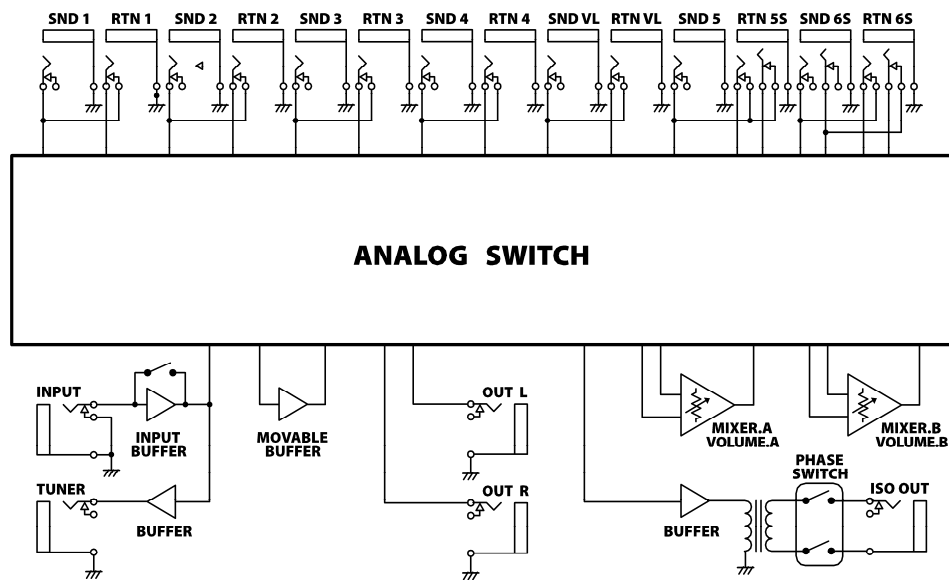 SND 1 RTN 1 SND 2 RTN 2 SND 3 RTN 3 SND 4 RTN 4 SND VL RTN VL SND 5 RTN 5S SND 6S RTN 6S
ANALOG SWITCH
INPUT
INPUT
BUFFER
MOVABLE
BUFFER
OUT L
MIXER.A
VOLUME.A
MIXER.B
VOLUME.B
TUNER
BUFFER
OUT R
BUFFER
PHASE
SWITCH
ISO OUT